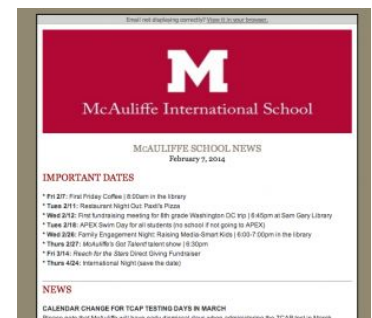 Email not displaying correctly? View it in your browser.
M
McAuliffe International School
MCAULIFFE SCHOOL NEWS
February 7, 2014
IMPORTANT DATES
* Fri 2/7: First Friday Coffee | 8:00am in the library
* Tues 2/11: Restaurant Night Out: Pasti's Pizza
* Wed 2/12: First fundraising meeting for 8th grade Washington DC trip | 6:45pm at Sam Gary Library
* Tues 2/18: APEX Swim Day for all students (no school if not going to APEX)
* Wed 2/26: Family Engagement Night: Raising Media-Smart Kids | 6:00-7:00pm in the library
* Thurs 2/27: McAuliffe's Got Talent talent show | 6:30pm
* Fri 3/14: Reach for the Stars Direct Giving Fundraiser
* Thurs 4/24: International Night (save the date)
NEWS
CALENDAR CHANGE FOR TCAP TESTING DAYS IN MARCH